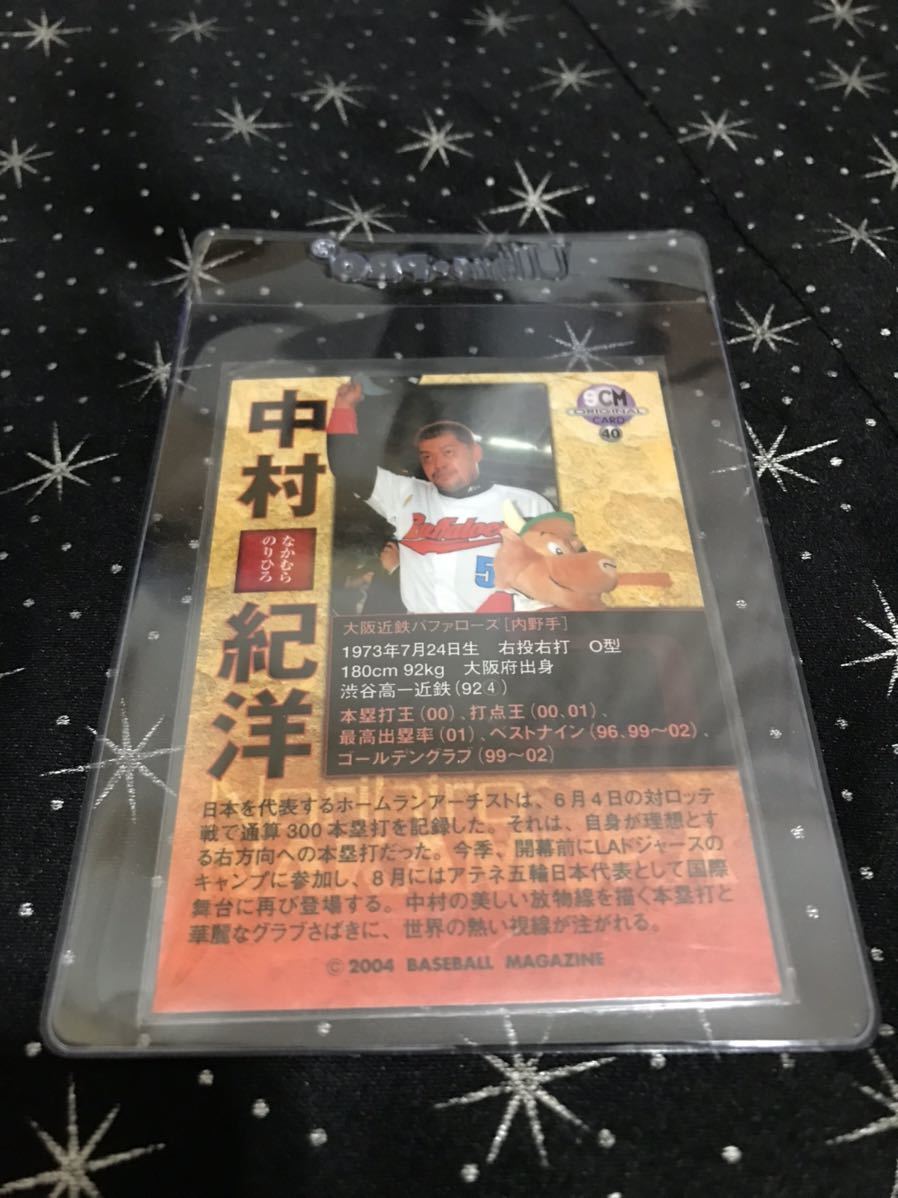 Ultra・PRO
中村
なかむら
のりひろ
紀洋
9CM
ORIGINAL
CARD
40
Buffaloes
5
大阪近鉄バファローズ［内野手］
1973年7月24日生 右投右打 O型
180cm 92kg 大阪府出身
渋谷高ー近鉄（92④）
本塁打王（00）、打点王（00、01）、
最高出塁率（01）、ベストナイン（96、99～02）、
ゴールデングラブ（99～02）
日本を代表するホームランアーチストは、6月4日の対ロッテ
戦で通算300本塁打を記録した。それは、自身が理想とす
る右方向への本塁打だった。今季、開幕前にLAドジャースの
キャンプに参加し、8月にはアテネ五輪日本代表として国際
舞台に再び登場する。中村の美しい放物線を描く本塁打と
華麗なグラブさばきに、世界の熱い視線が注がれる。
© 2004 BASEBALL MAGAZINE